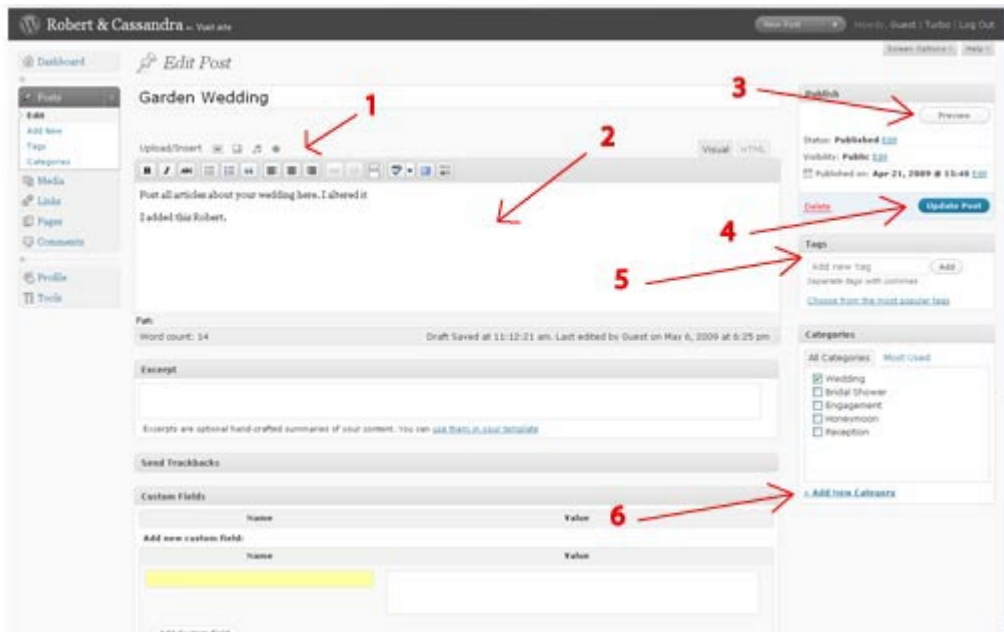 Robert & Cassandra – Visit site
New Post
Howdy, Guest | Turbo | Log Out
Screen Options
Help
Dashboard
Posts
Edit
Add New
Tags
Categories
Media
Links
Pages
Comments
Profile
Tools
Edit Post
Garden Wedding
1
2
3
4
5
6
Upload/Insert
Visual
HTML
B I ABC
Post all articles about your wedding here. I altered it
I added this Robert.
Path:
Word count: 14
Draft Saved at 11:12:21 am. Last edited by Guest on May 6, 2009 at 6:25 pm
Excerpt
Excerpts are optional hand-crafted summaries of your content. You can use them in your template
Send Trackbacks
Custom Fields
Name Value
Add new custom field:
Name Value
Add Custom Field
Publish
Preview
Status: Published Edit
Visibility: Public Edit
Published on: Apr 21, 2009 @ 15:48 Edit
Delete
Update Post
Tags
Add new tag
Add
Separate tags with commas
Choose from the most popular tags
Categories
All Categories
Most Used
Wedding
Bridal Shower
Engagement
Honeymoon
Reception
+ Add New Category